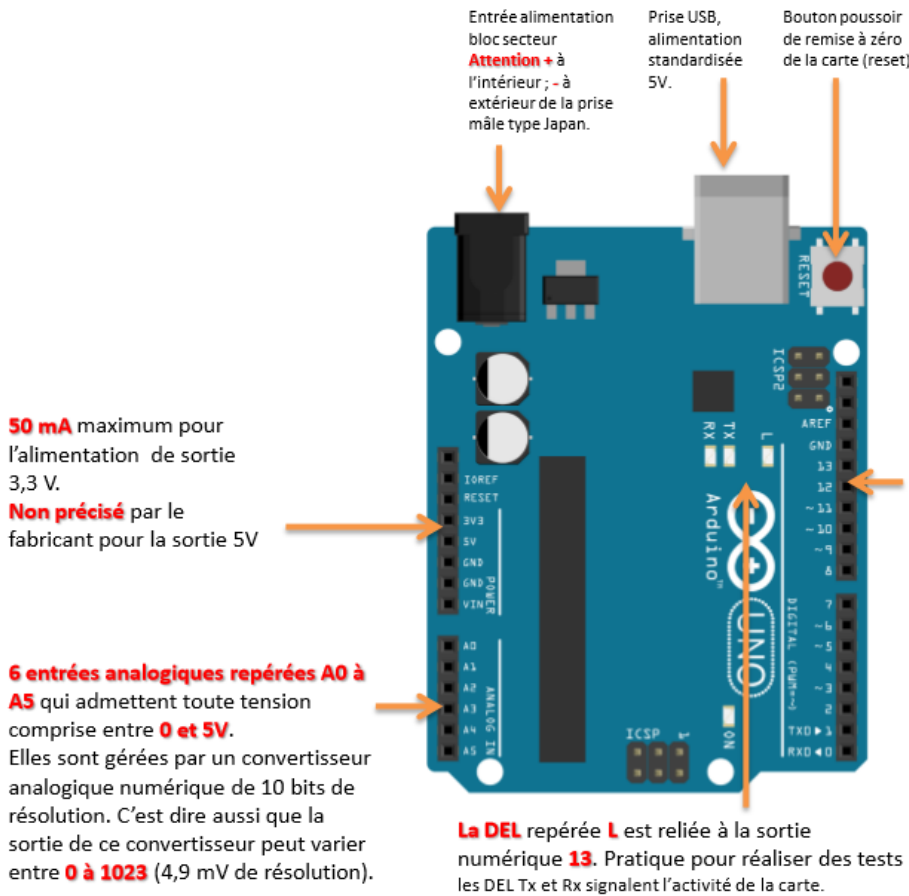 Entrée alimentation
bloc secteur
Attention + à
l'intérieur ; - à
extérieur de la prise
mâle type Japan.
Prise USB,
alimentation
standardisée
5V.
Bouton poussoir
de remise à zéro
de la carte (reset)
RESET
ICSP2
AREF
GND
13
12
~11
~10
~9
8
RX
TX
L
Arduino™
UNO
50 mA maximum pour
l'alimentation de sortie
3,3 V.
Non précisé par le
fabricant pour la sortie 5V
IOREF
RESET
3V3
5V
GND
GND
VIN
POWER
DIGITAL (PWM=~)
7
~6
~5
4
~3
2
TXD▶1
RXD◀0
6 entrées analogiques repérées A0 à
A5 qui admettent toute tension
comprise entre 0 et 5V.
Elles sont gérées par un convertisseur
analogique numérique de 10 bits de
résolution. C'est dire aussi que la
sortie de ce convertisseur peut varier
entre 0 à 1023 (4,9 mV de résolution).
A0
A1
A2
A3
A4
A5
ANALOG IN
ICSP
1
ON
La DEL repérée L est reliée à la sortie
numérique 13. Pratique pour réaliser des tests
les DEL Tx et Rx signalent l'activité de la carte.